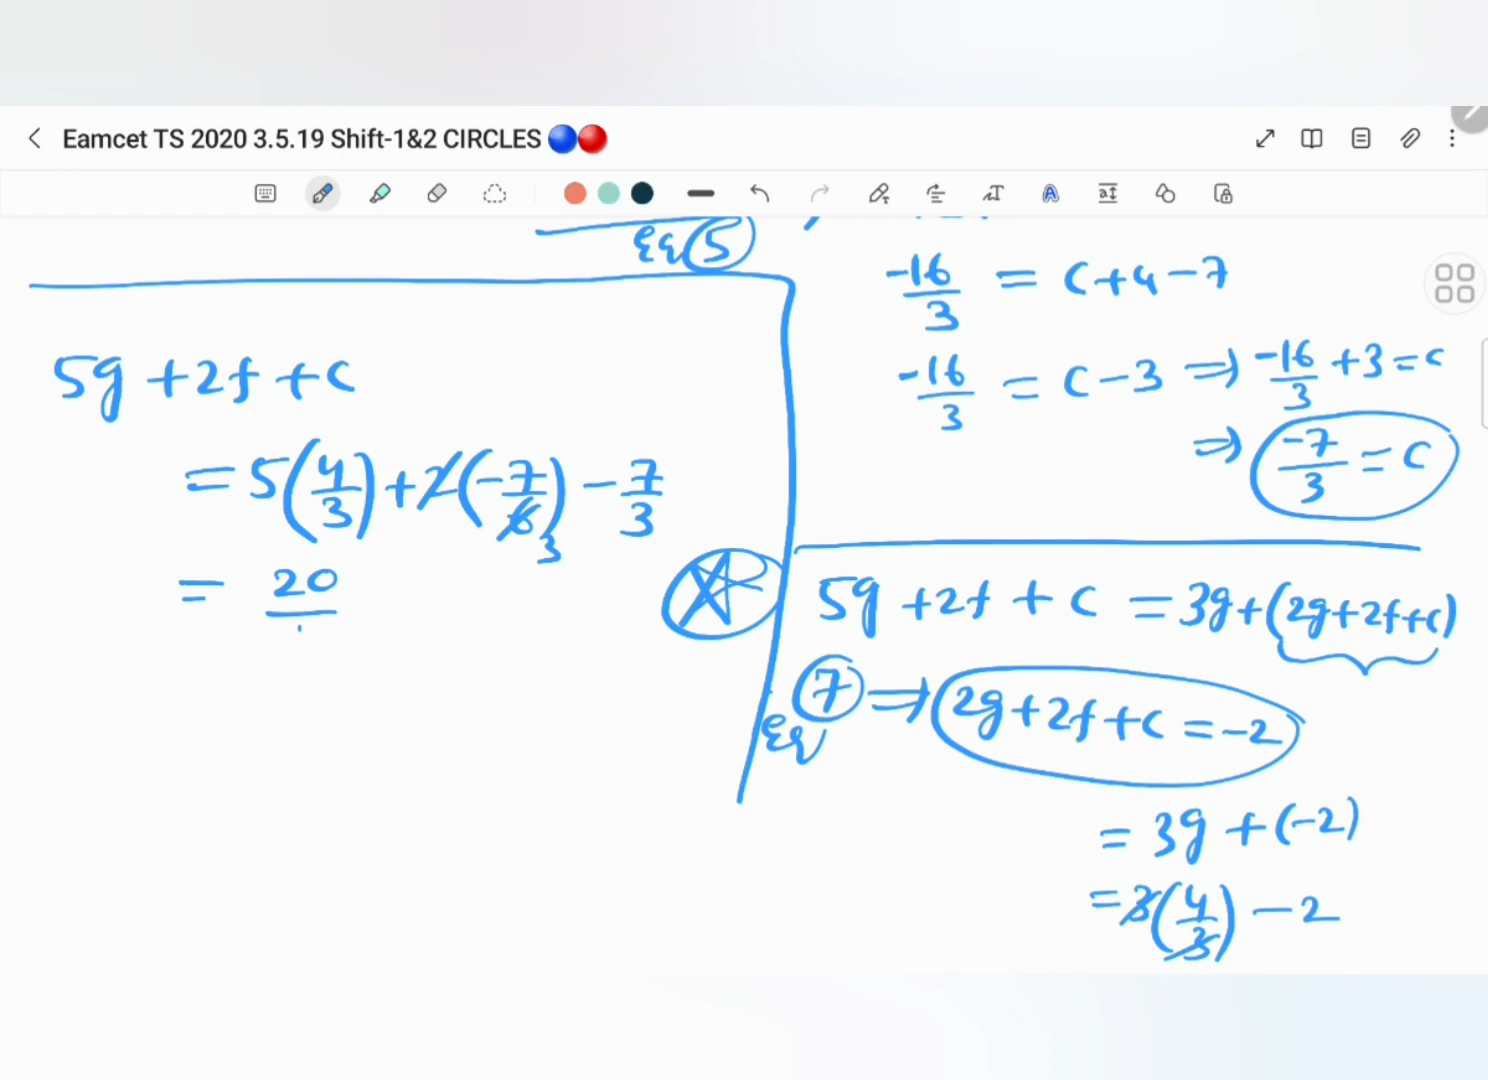 Eamcet TS 2020 3.5.19 Shift-1&2 CIRCLES
Eq (5)
5g + 2f + c
= 5(4/3) + 2(-7/6) - 7/3
3
= 20
-16/3 = c + 4 - 7
-16/3 = c - 3 ⇒ -16/3 + 3 = c
⇒ -7/3 = c
5g + 2f + c = 3g + (2g + 2f + c)
Eq (7) ⇒ 2g + 2f + c = -2
= 3g + (-2)
= 3(4/3) - 2